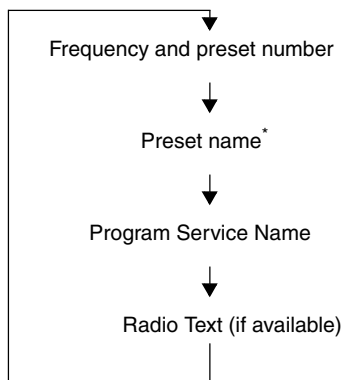 Frequency and preset number
Preset name*
Program Service Name
Radio Text (if available)